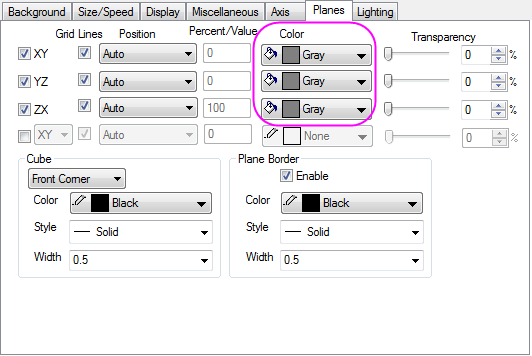 Background Size/Speed Display Miscellaneous Axis Planes Lighting
Grid Lines Position Percent/Value Color Transparency
XY Auto 0 Gray 0 %
YZ Auto 0 Gray 0 %
ZX Auto 100 Gray 0 %
XY Auto 0 None 0 %
Cube Plane Border
Front Corner Enable
Color Black Color Black
Style Solid Style Solid
Width 0.5 Width 0.5